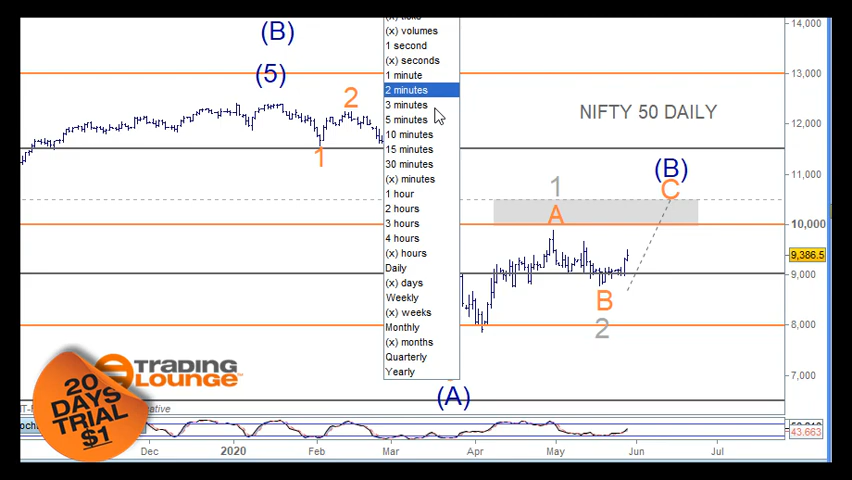 (B)
(5)
2
1
(x) ticks
(x) volumes
1 second
(x) seconds
1 minute
2 minutes
3 minutes
5 minutes
10 minutes
15 minutes
30 minutes
(x) minutes
1 hour
2 hours
3 hours
4 hours
(x) hours
Daily
(x) days
Weekly
(x) weeks
Monthly
(x) months
Quarterly
Yearly
NIFTY 50 DAILY
(B)
C
1
A
B
2
(A)
14,000
13,000
12,000
11,000
10,000
9,386.5
9,000
8,000
7,000
43.663
TRADING
LOUNGE
20
DAYS
TRIAL
$1
Dec
2020
Feb
Mar
Apr
May
Jun
Jul